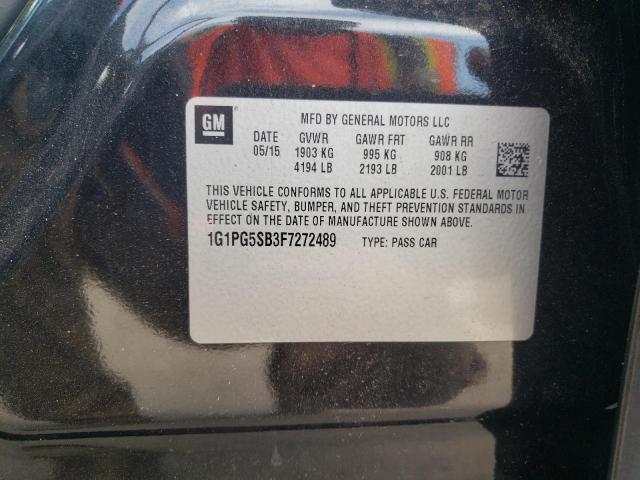 GM ® MFD BY GENERAL MOTORS LLC
DATE GVWR GAWR FRT GAWR RR
05/15 1903 KG 995 KG 908 KG
4194 LB 2193 LB 2001 LB
THIS VEHICLE CONFORMS TO ALL APPLICABLE U.S. FEDERAL MOTOR
VEHICLE SAFETY, BUMPER, AND THEFT PREVENTION STANDARDS IN
EFFECT ON THE DATE OF MANUFACTURE SHOWN ABOVE.
1G1PG5SB3F7272489 TYPE: PASS CAR